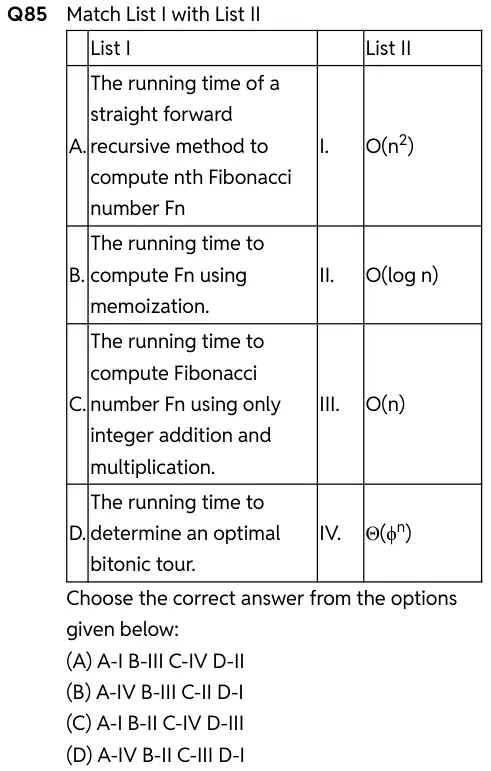 Q85 Match List I with List II
List I List II
The running time of a
straight forward
A. recursive method to I. O(n²)
compute nth Fibonacci
number Fn
The running time to
B. compute Fn using II. O(log n)
memoization.
The running time to
compute Fibonacci
C. number Fn using only III. O(n)
integer addition and
multiplication.
The running time to
D. determine an optimal IV. Θ(ϕⁿ)
bitonic tour.
Choose the correct answer from the options
given below:
(A) A-I B-III C-IV D-II
(B) A-IV B-III C-II D-I
(C) A-I B-II C-IV D-III
(D) A-IV B-II C-III D-I